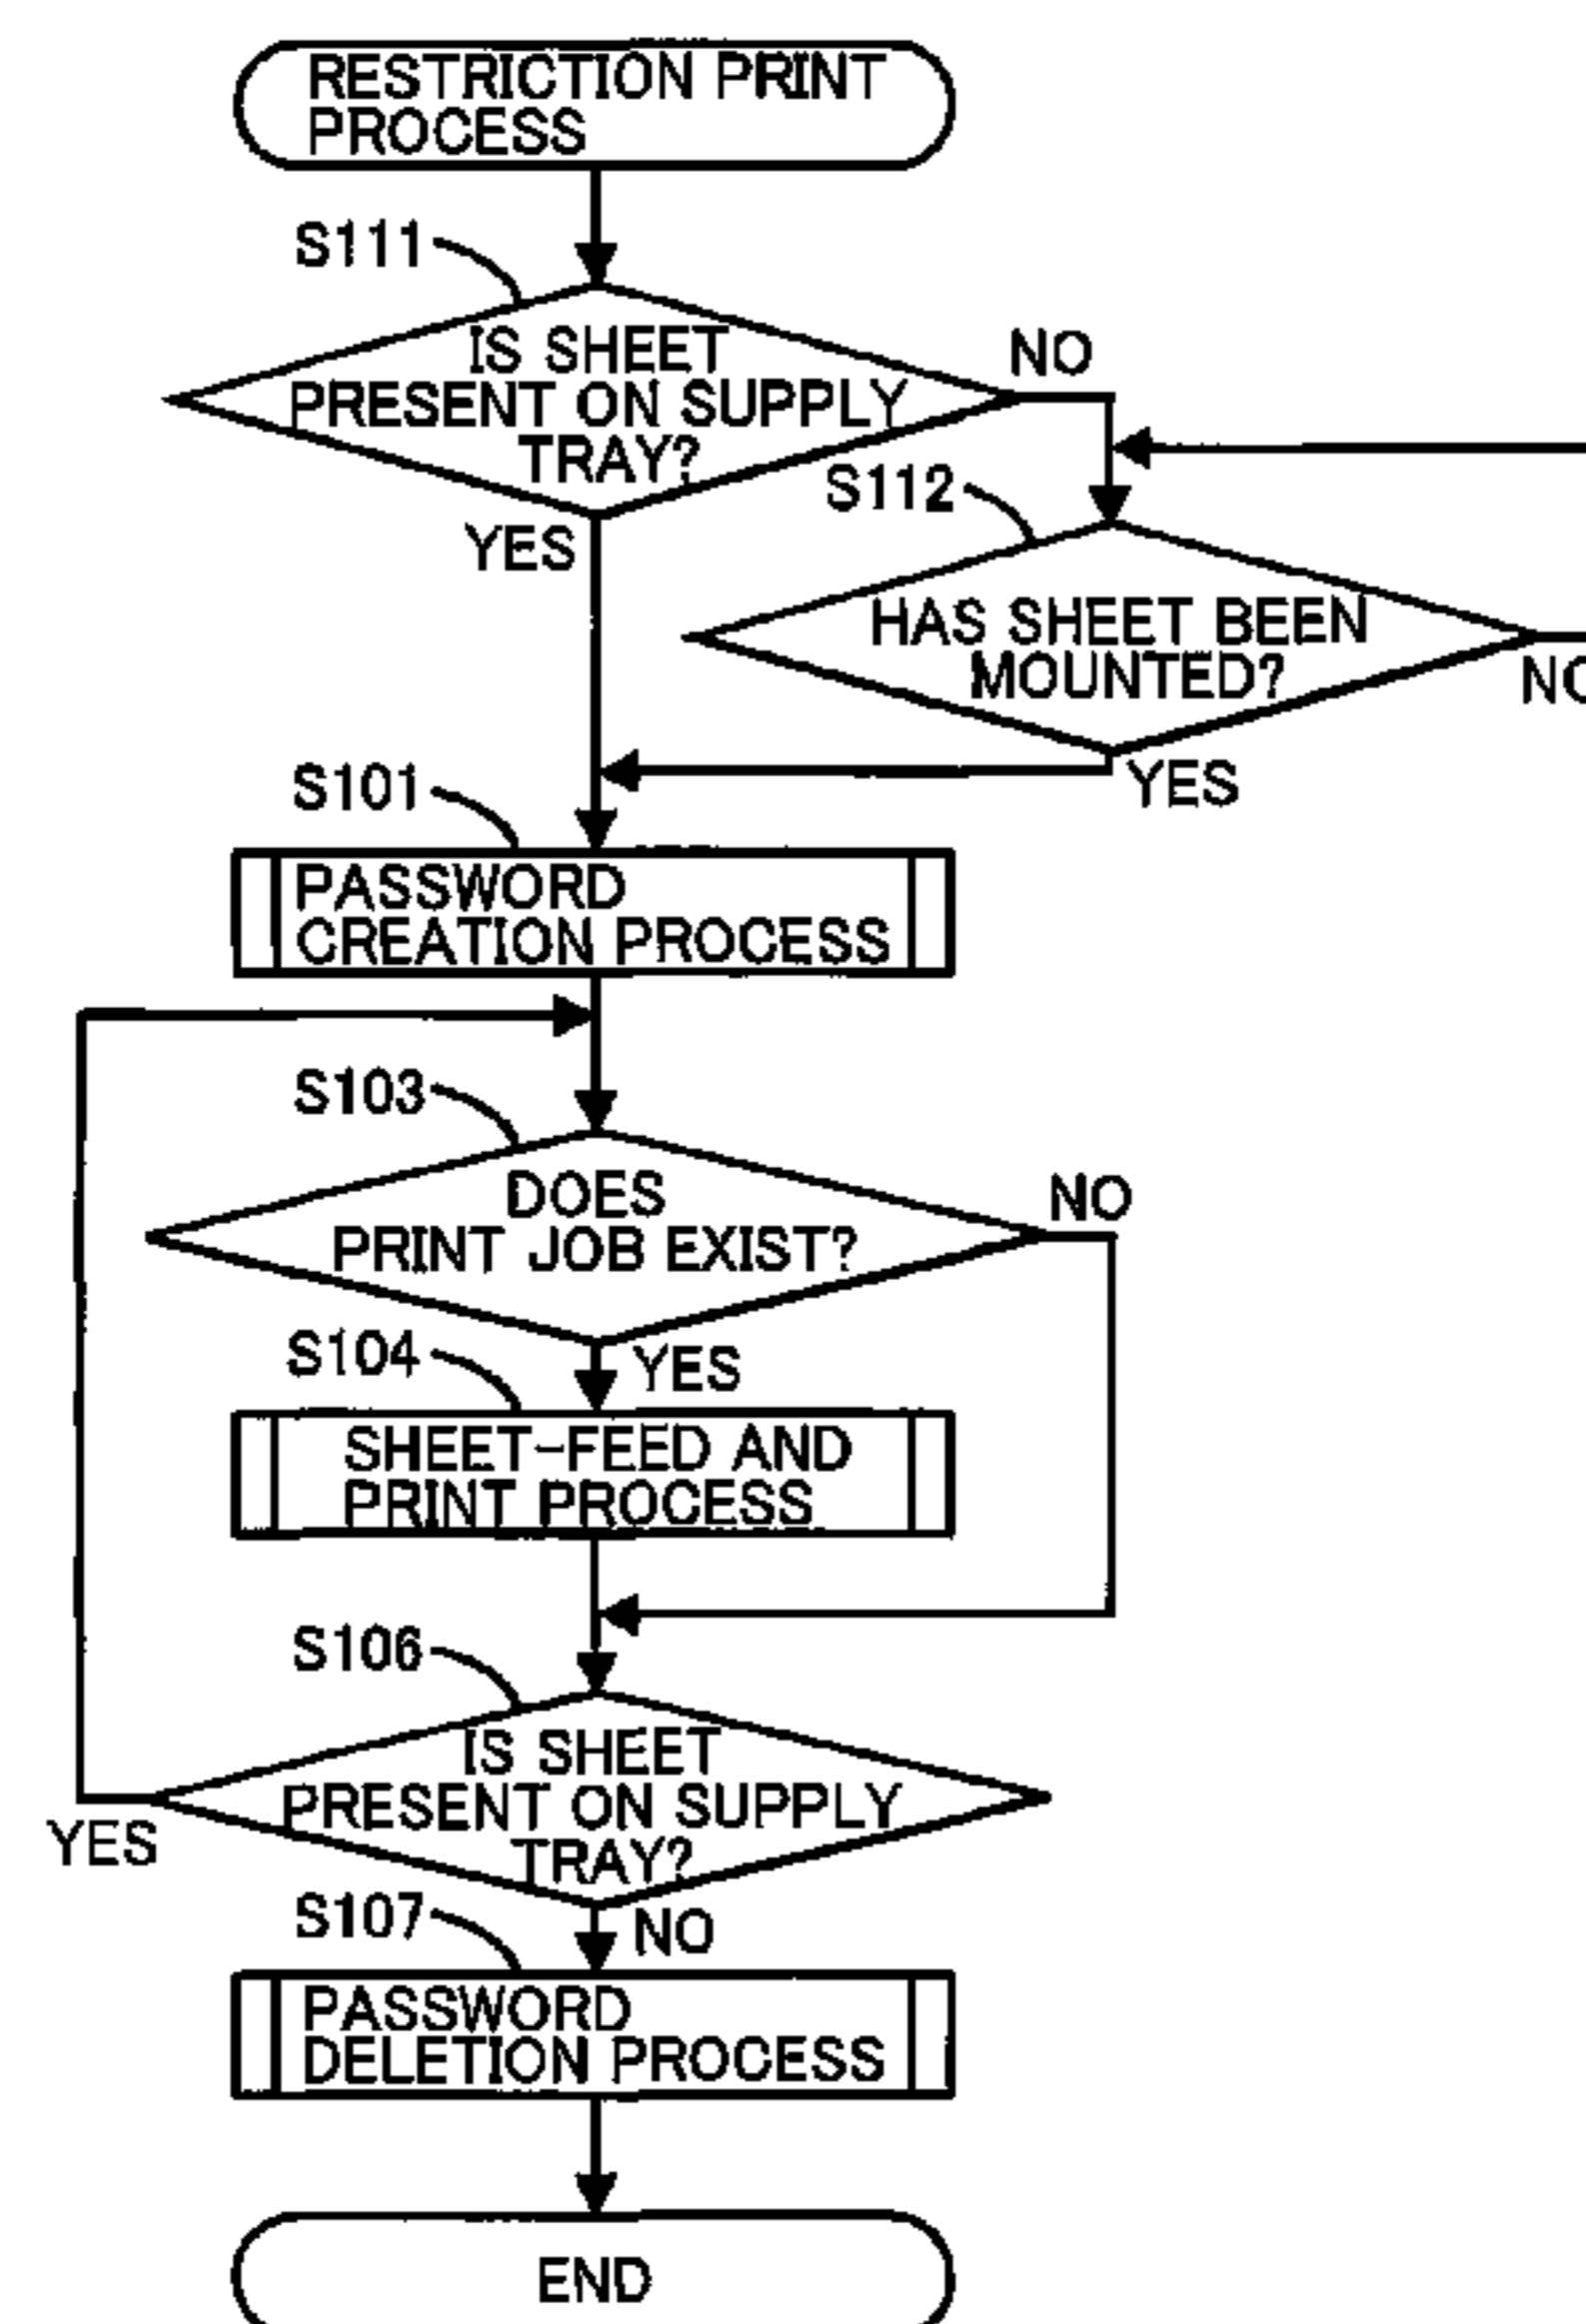 RESTRICTION PRINT
PROCESS
S111
IS SHEET
PRESENT ON SUPPLY
TRAY?
NO
YES
S112
HAS SHEET BEEN
MOUNTED?
NO
YES
S101
PASSWORD
CREATION PROCESS
S103
DOES
PRINT JOB EXIST?
NO
YES
S104
SHEET-FEED AND
PRINT PROCESS
S106
IS SHEET
PRESENT ON SUPPLY
TRAY?
YES
NO
S107
PASSWORD
DELETION PROCESS
END